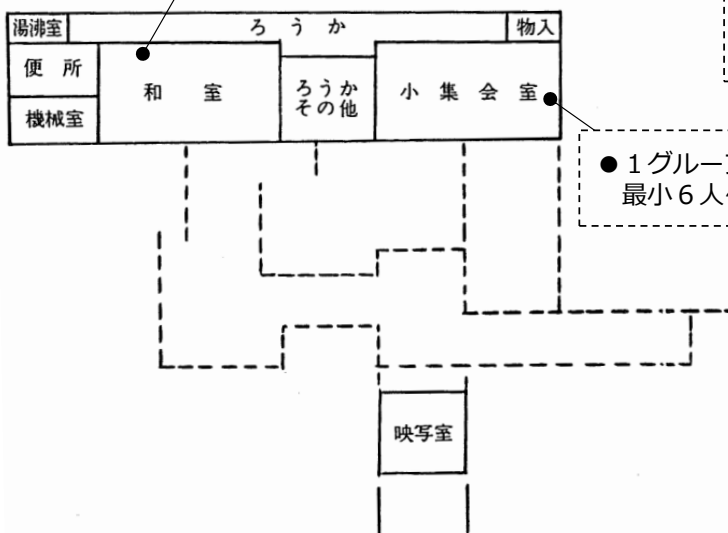 湯沸室
ろうか
物入
便所
和室
ろうか
その他
小集会室
機械室
● １グルー
最小６人
映写室